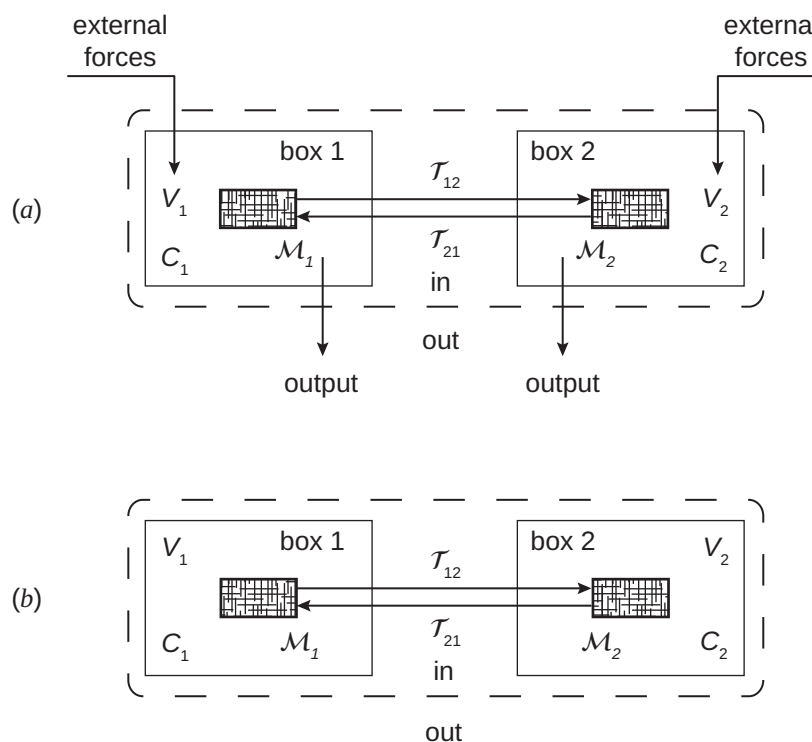 external
forces
external
forces
box 1
box 2
𝒯12
(a)
V1
V2
𝒯21
C1
ℳ1
in
ℳ2
C2
out
output
output
V1
box 1
box 2
V2
𝒯12
(b)
𝒯21
C1
ℳ1
in
ℳ2
C2
out